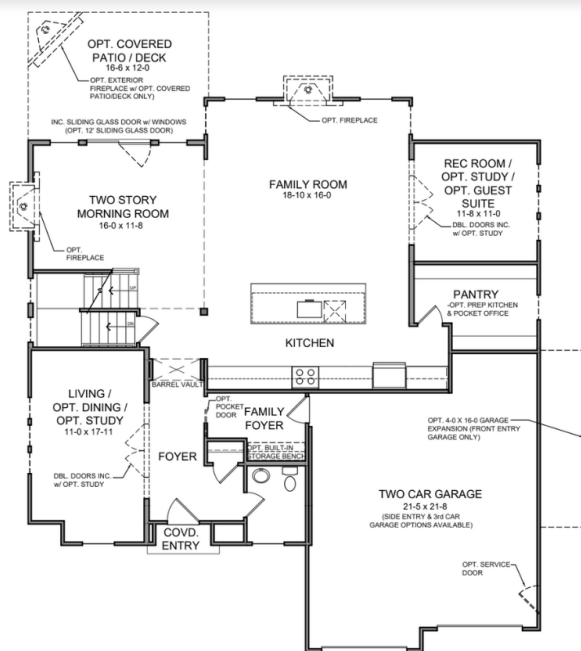 OPT. COVERED
PATIO / DECK
16-6 x 12-0
OPT. EXTERIOR
FIREPLACE w/ OPT. COVERED
PATIO/DECK ONLY)
INC. SLIDING GLASS DOOR w/ WINDOWS
(OPT. 12' SLIDING GLASS DOOR)
OPT. FIREPLACE
TWO STORY
MORNING ROOM
16-0 x 11-8
OPT.
FIREPLACE
FAMILY ROOM
18-10 x 16-0
REC ROOM /
OPT. STUDY /
OPT. GUEST
SUITE
11-8 x 11-0
DBL. DOORS INC.
w/ OPT. STUDY
UP
DN
PANTRY
-OPT. PREP KITCHEN
& POCKET OFFICE
KITCHEN
BARREL VAULT
LIVING /
OPT. DINING /
OPT. STUDY
11-0 x 17-11
DBL. DOORS INC.
w/ OPT. STUDY
OPT.
POCKET
DOOR
FAMILY
FOYER
OPT. BUILT-IN
STORAGE BENCH
FOYER
COVD.
ENTRY
OPT. 4-0 X 16-0 GARAGE
EXPANSION (FRONT ENTRY
GARAGE ONLY)
TWO CAR GARAGE
21-5 x 21-8
(SIDE ENTRY & 3rd CAR
GARAGE OPTIONS AVAILABLE)
OPT. SERVICE
DOOR